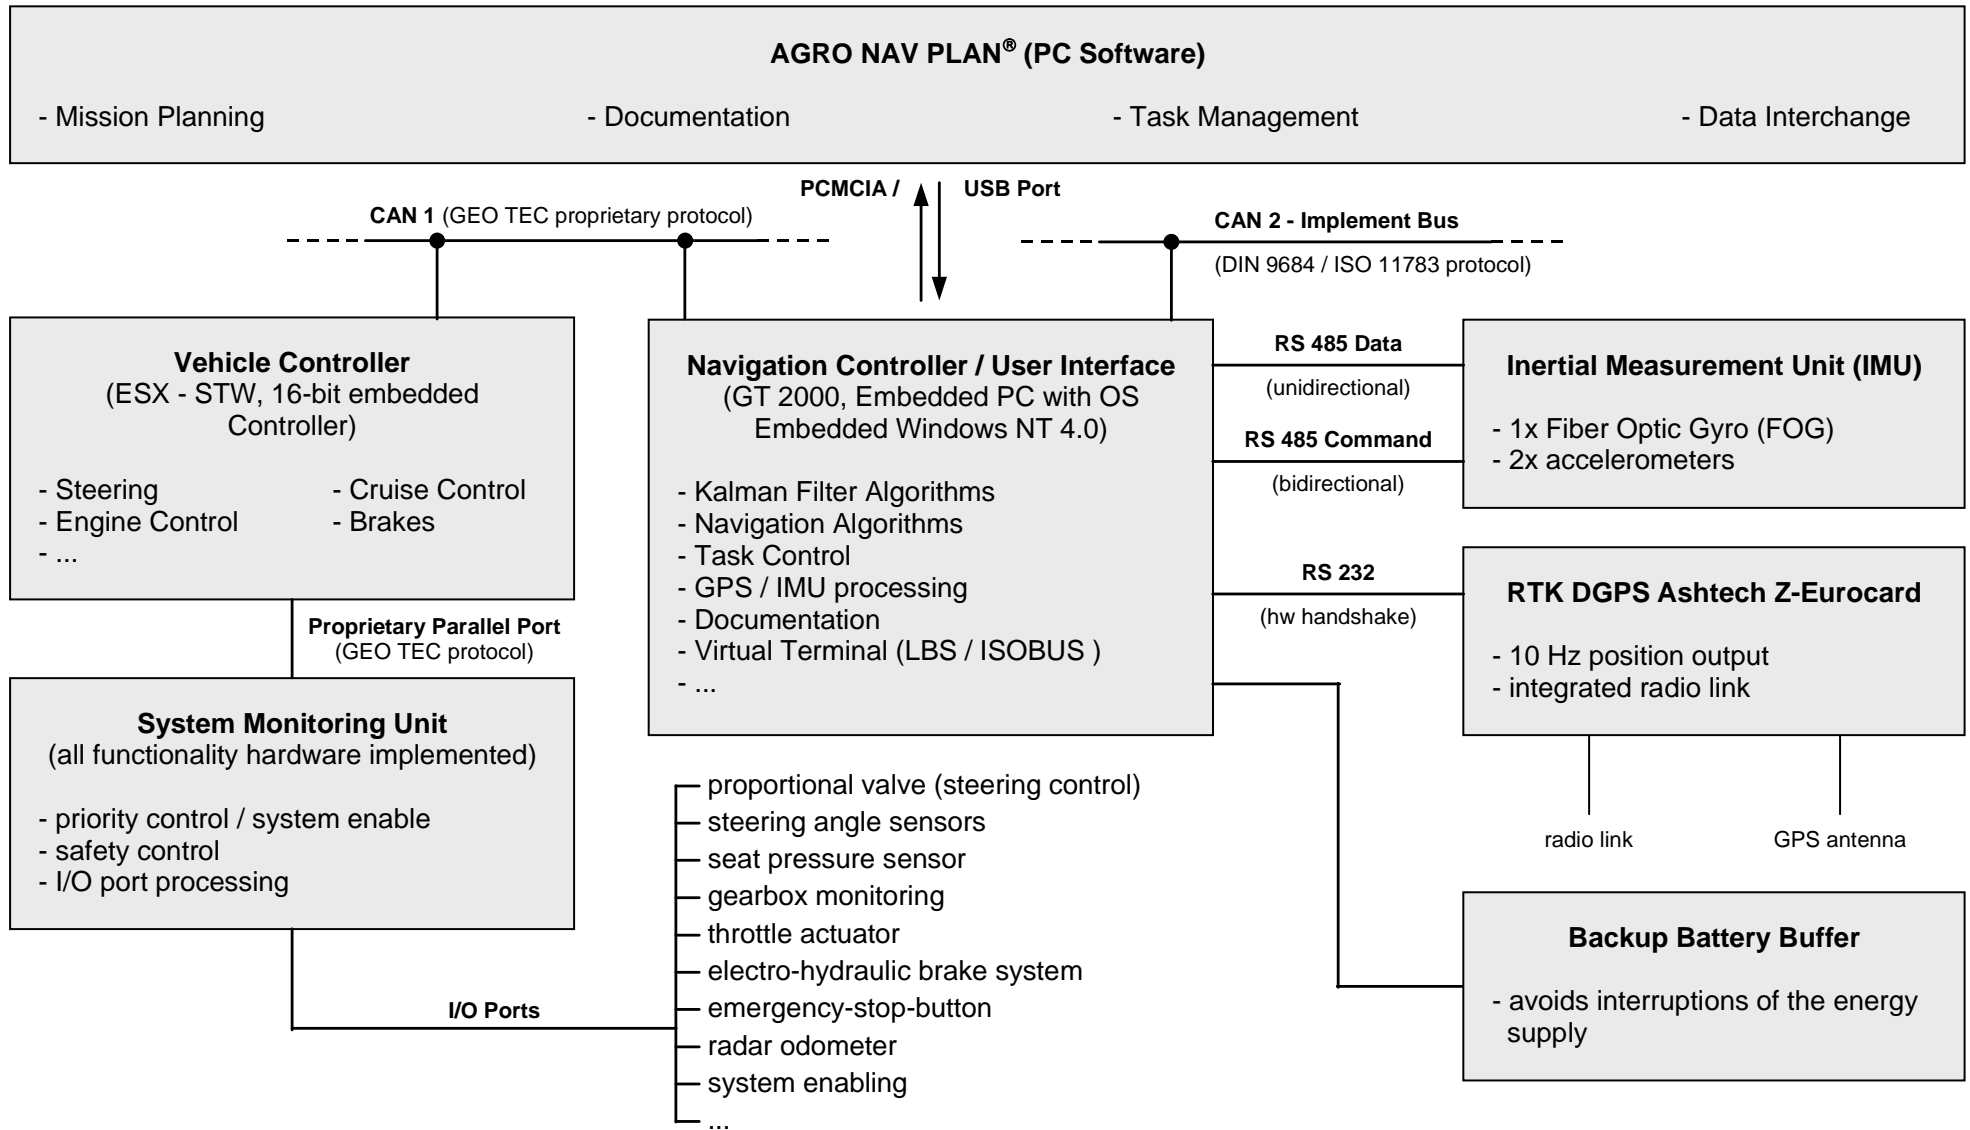 AGRO NAV PLAN® (PC Software)
- Mission Planning - Documentation - Task Management - Data Interchange
PCMCIA / USB Port
CAN 1 (GEO TEC proprietary protocol)
CAN 2 - Implement Bus
(DIN 9684 / ISO 11783 protocol)
Vehicle Controller
(ESX - STW, 16-bit embedded
Controller)
- Steering - Cruise Control
- Engine Control - Brakes
- ...
Proprietary Parallel Port
(GEO TEC protocol)
System Monitoring Unit
(all functionality hardware implemented)
- priority control / system enable
- safety control
- I/O port processing
I/O Ports
Navigation Controller / User Interface
(GT 2000, Embedded PC with OS
Embedded Windows NT 4.0)
- Kalman Filter Algorithms
- Navigation Algorithms
- Task Control
- GPS / IMU processing
- Documentation
- Virtual Terminal (LBS / ISOBUS )
- ...
proportional valve (steering control)
steering angle sensors
seat pressure sensor
gearbox monitoring
throttle actuator
electro-hydraulic brake system
emergency-stop-button
radar odometer
system enabling
...
RS 485 Data
(unidirectional)
RS 485 Command
(bidirectional)
RS 232
(hw handshake)
Inertial Measurement Unit (IMU)
- 1x Fiber Optic Gyro (FOG)
- 2x accelerometers
RTK DGPS Ashtech Z-Eurocard
- 10 Hz position output
- integrated radio link
radio link
GPS antenna
Backup Battery Buffer
- avoids interruptions of the energy
supply